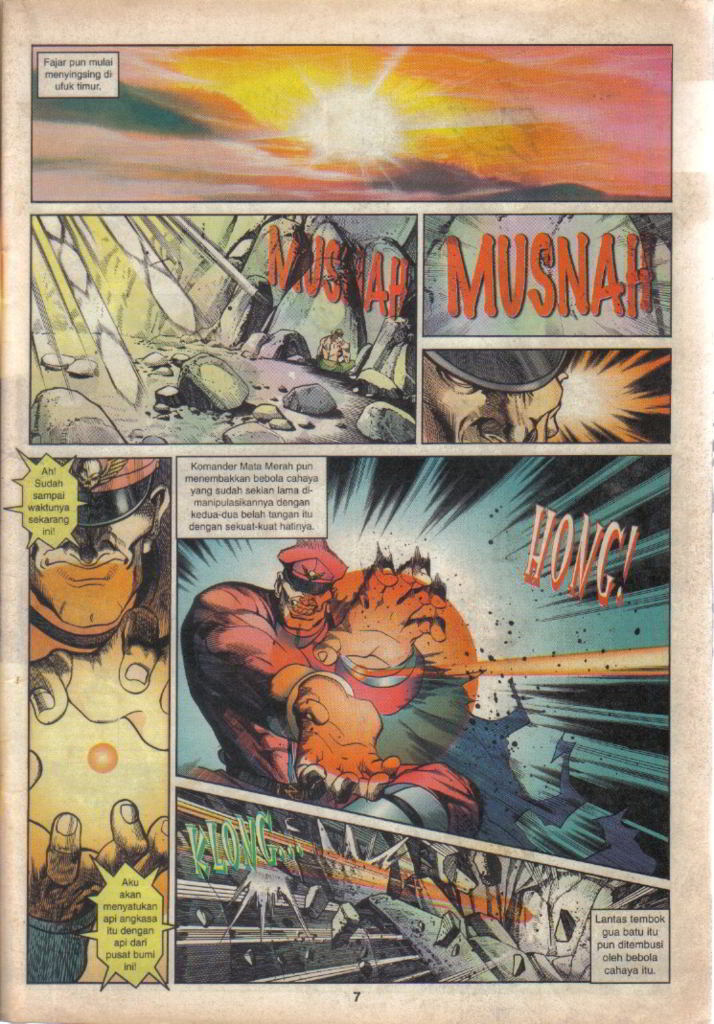 Fajar pun mulai
menyingsing di
ufuk timur.
MUSNAH
MUSNAH
Ah!
Sudah
sampai
waktunya
sekarang
ini!
Komander Mata Merah pun
menembakkan bebola cahaya
yang sudah sekian lama di-
manipulasikannya dengan
kedua-dua belah tangan itu
dengan sekuat-kuat hatinya.
HONG!
Aku
akan
menyatukan
api angkasa
itu dengan
api dari
pusat bumi
ini!
KLONG...
Lantas tembok
gua batu itu
pun ditembusi
oleh bebola
cahaya itu.
7